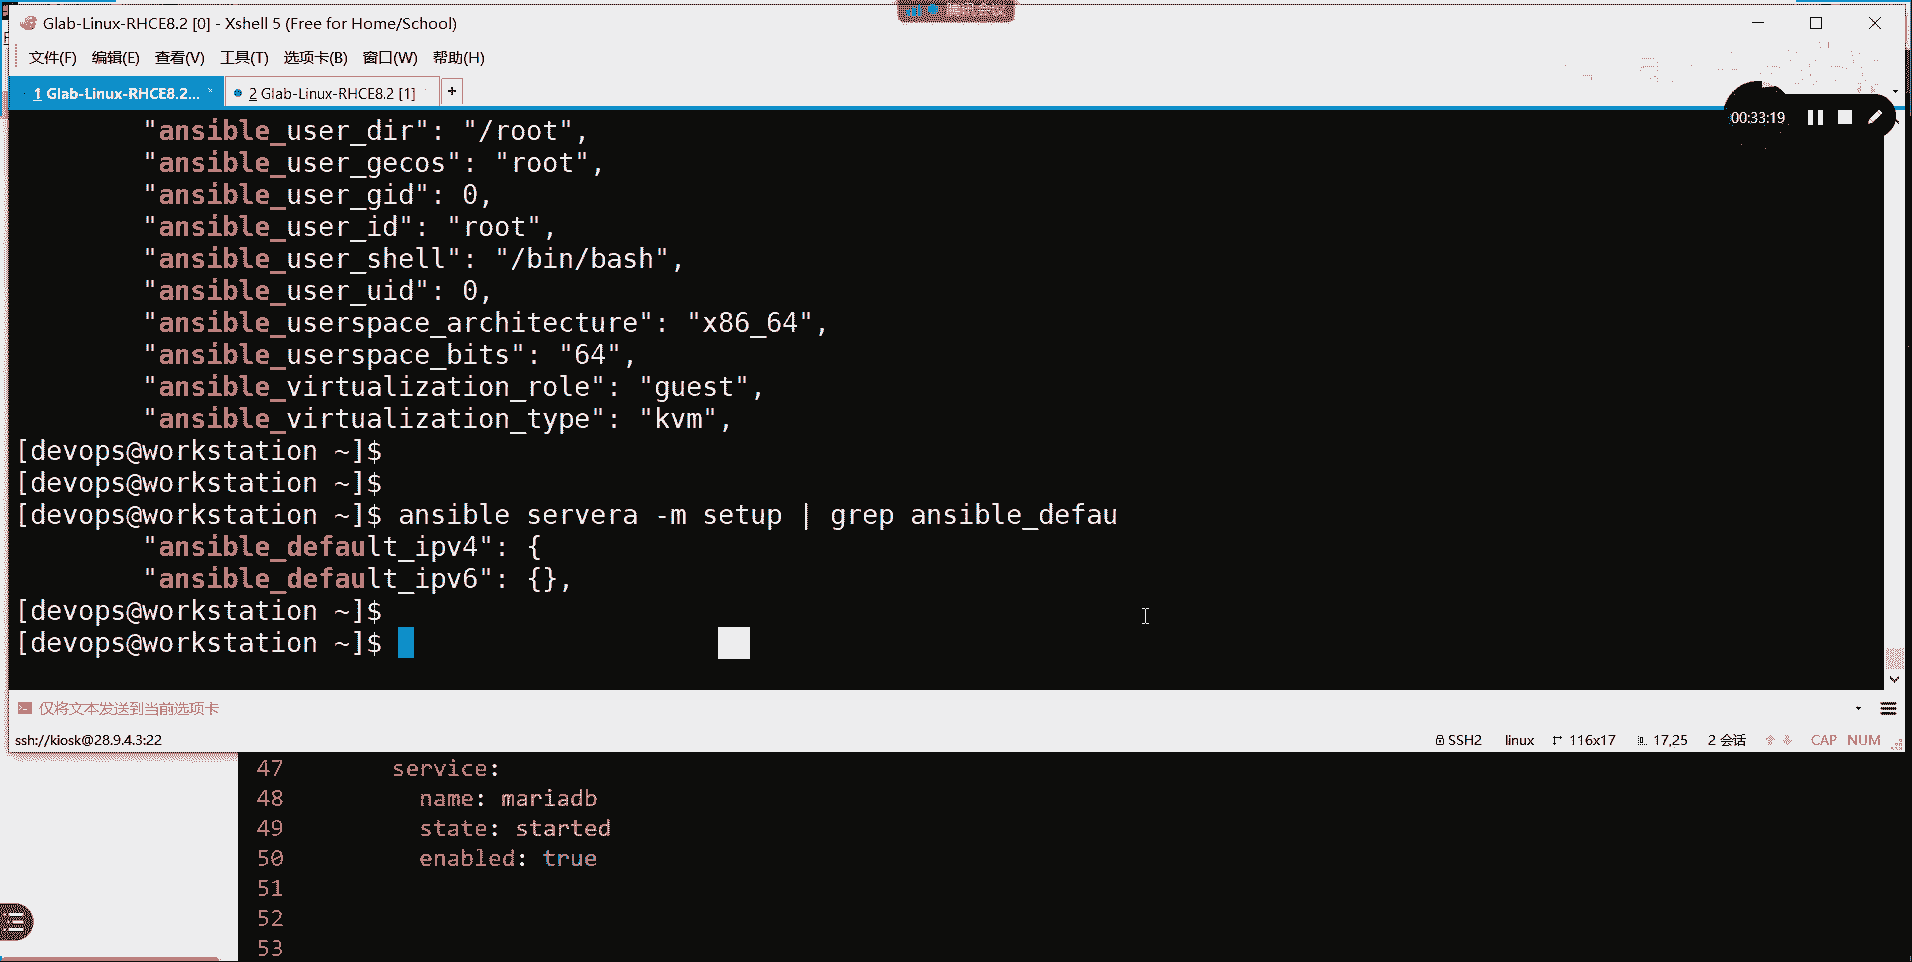 Glab-Linux-RHCE8.2 [0] - Xshell 5 (Free for Home/School)
文件(F) 编辑(E) 查看(V) 工具(T) 选项卡(B) 窗口(W) 帮助(H)
1 Glab-Linux-RHCE8.2... 2 Glab-Linux-RHCE8.2 [1] +
00:33:19
"ansible_user_dir": "/root",
"ansible_user_gecos": "root",
"ansible_user_gid": 0,
"ansible_user_id": "root",
"ansible_user_shell": "/bin/bash",
"ansible_user_uid": 0,
"ansible_userspace_architecture": "x86_64",
"ansible_userspace_bits": "64",
"ansible_virtualization_role": "guest",
"ansible_virtualization_type": "kvm",
[devops@workstation ~]$
[devops@workstation ~]$
[devops@workstation ~]$ ansible servera -m setup | grep ansible_defau
"ansible_default_ipv4": {
"ansible_default_ipv6": {},
[devops@workstation ~]$
[devops@workstation ~]$
仅将文本发送到当前选项卡
ssh://kiosk@28.9.4.3:22 SSH2 linux 116x17 17,25 2 会话 CAP NUM
47 service:
48 name: mariadb
49 state: started
50 enabled: true
51
52
53